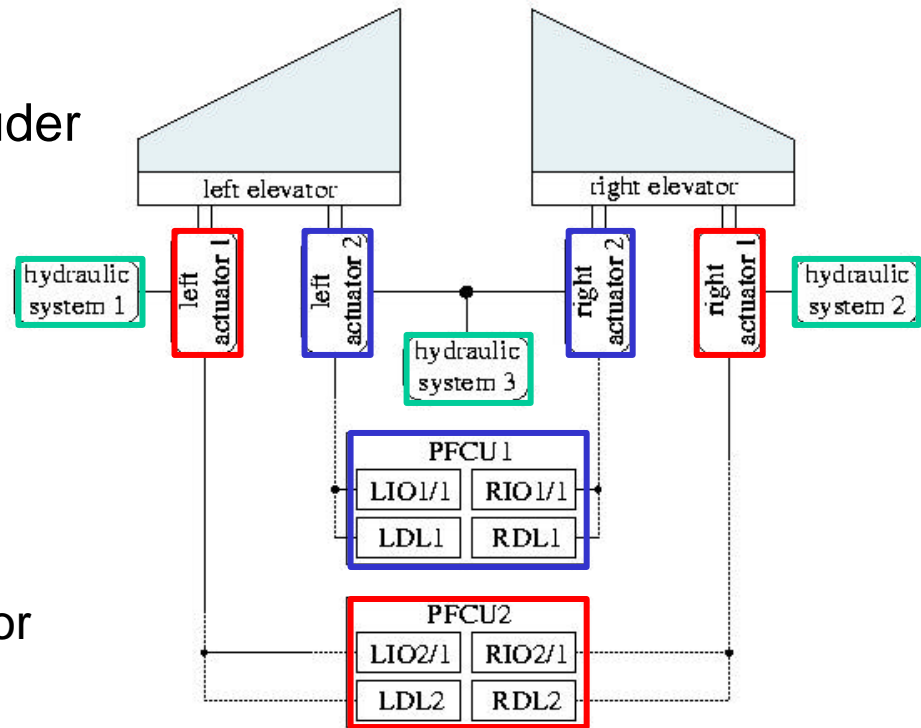 uder
left elevator
right elevator
hydraulic
system 1
left
actuator 1
left
actuator 2
right
actuator 2
right
actuator 1
hydraulic
system 2
hydraulic
system 3
PFCU1
LIO1/1
RIO1/1
LDL1
RDL1
or
PFCU2
LIO2/1
RIO2/1
LDL2
RDL2